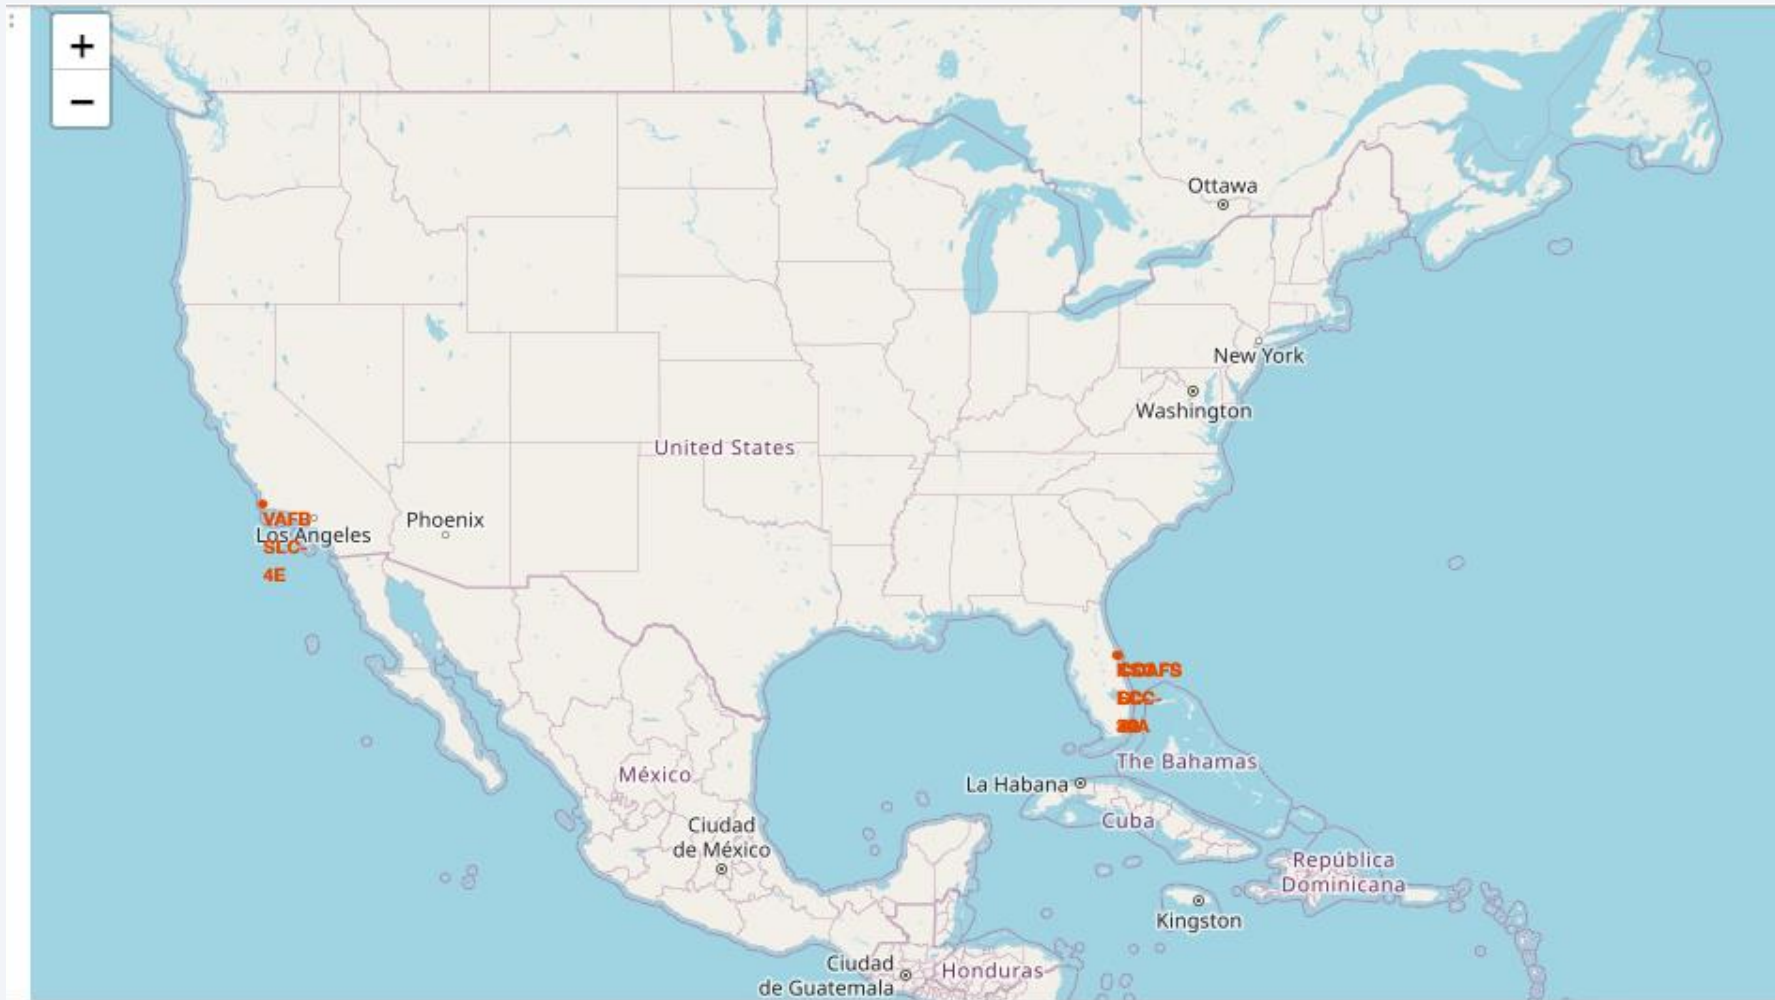 +
−
Ottawa
New York
Washington
United States
VAFB
Los Angeles
SLC-
4E
Phoenix
The Bahamas
La Habana
México
Cuba
Ciudad
de México
República
Dominicana
Kingston
Ciudad
de Guatemala
Honduras